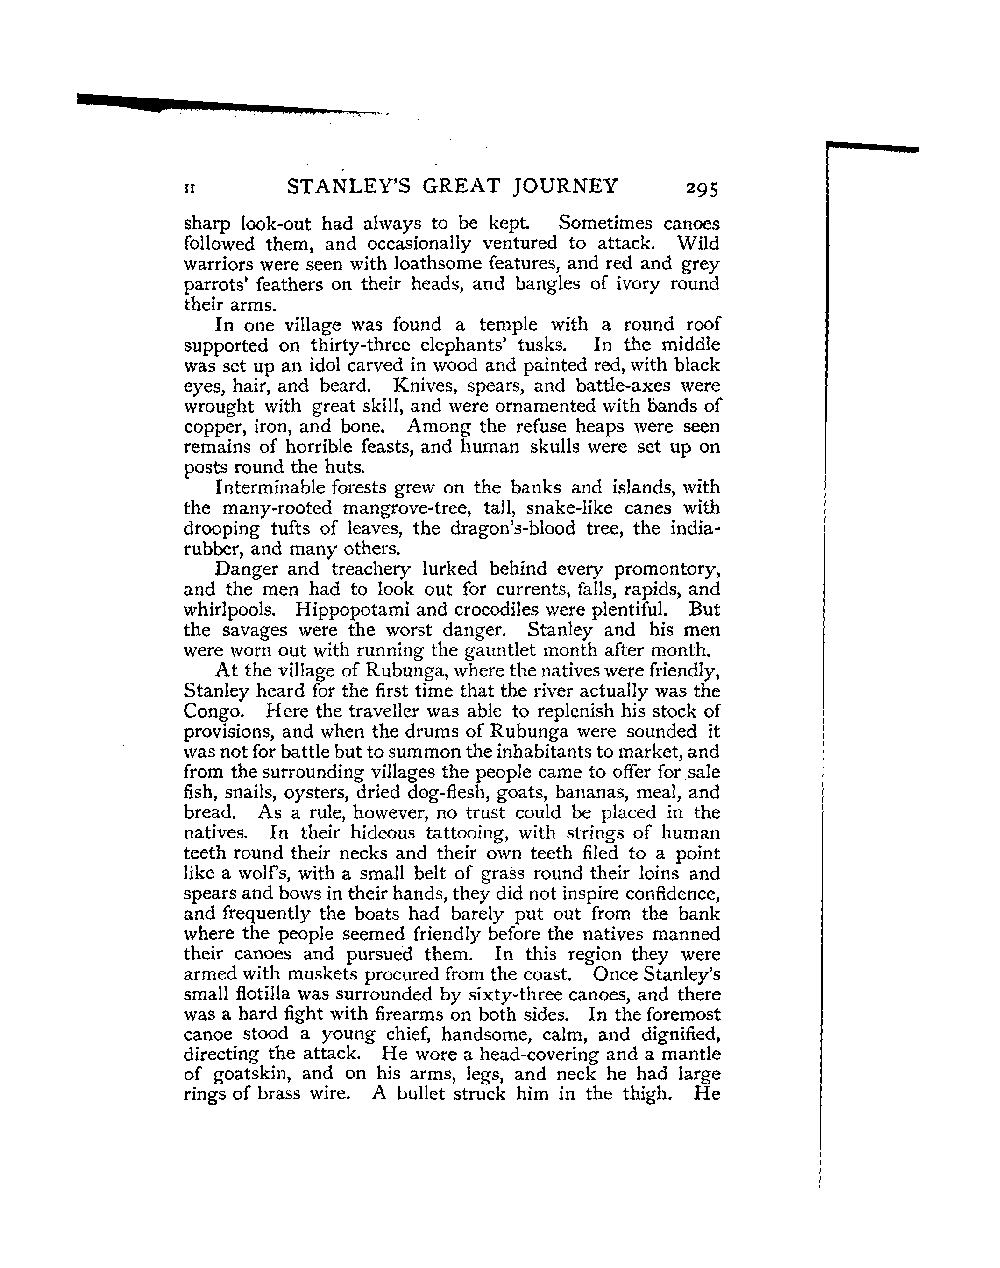 II STANLEY'S GREAT JOURNEY 295
sharp look-out had always to be kept. Sometimes canoes
followed them, and occasionally ventured to attack. Wild
warriors were seen with loathsome features, and red and grey
parrots' feathers on their heads, and bangles of ivory round
their arms.
In one village was found a temple with a round roof
supported on thirty-three elephants' tusks. In the middle
was set up an idol carved in wood and painted red, with black
eyes, hair, and beard. Knives, spears, and battle-axes were
wrought with great skill, and were ornamented with bands of
copper, iron, and bone. Among the refuse heaps were seen
remains of horrible feasts, and human skulls were set up on
posts round the huts.
Interminable forests grew on the banks and islands, with
the many-rooted mangrove-tree, tall, snake-like canes with
drooping tufts of leaves, the dragon's-blood tree, the india-
rubber, and many others.
Danger and treachery lurked behind every promontory,
and the men had to look out for currents, falls, rapids, and
whirlpools. Hippopotami and crocodiles were plentiful. But
the savages were the worst danger. Stanley and his men
were worn out with running the gauntlet month after month.
At the village of Rubunga, where the natives were friendly,
Stanley heard for the first time that the river actually was the
Congo. Here the traveller was able to replenish his stock of
provisions, and when the drums of Rubunga were sounded it
was not for battle but to summon the inhabitants to market, and
from the surrounding villages the people came to offer for sale
fish, snails, oysters, dried dog-flesh, goats, bananas, meal, and
bread. As a rule, however, no trust could be placed in the
natives. In their hideous tattooing, with strings of human
teeth round their necks and their own teeth filed to a point
like a wolf's, with a small belt of grass round their loins and
spears and bows in their hands, they did not inspire confidence,
and frequently the boats had barely put out from the bank
where the people seemed friendly before the natives manned
their canoes and pursued them. In this region they were
armed with muskets procured from the coast. Once Stanley's
small flotilla was surrounded by sixty-three canoes, and there
was a hard fight with firearms on both sides. In the foremost
canoe stood a young chief, handsome, calm, and dignified,
directing the attack. He wore a head-covering and a mantle
of goatskin, and on his arms, legs, and neck he had large
rings of brass wire. A bullet struck him in the thigh. He